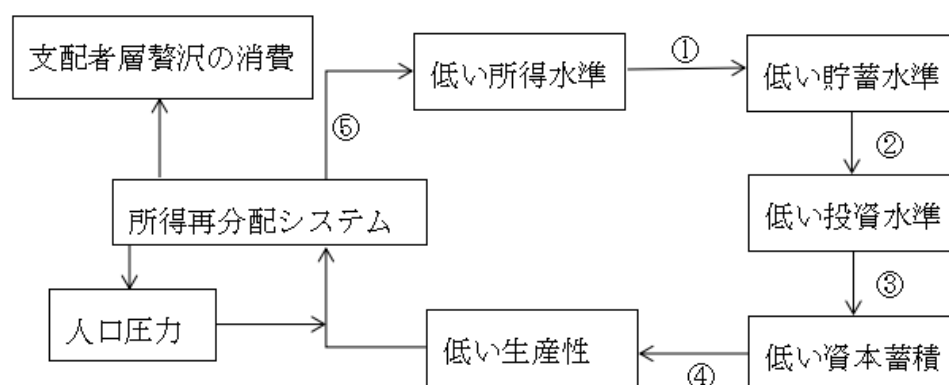 支配者層贅沢の消費
低い所得水準
①
低い貯蓄水準
⑤
②
所得再分配システム
低い投資水準
③
人口圧力
低い生産性
④
低い資本蓄積